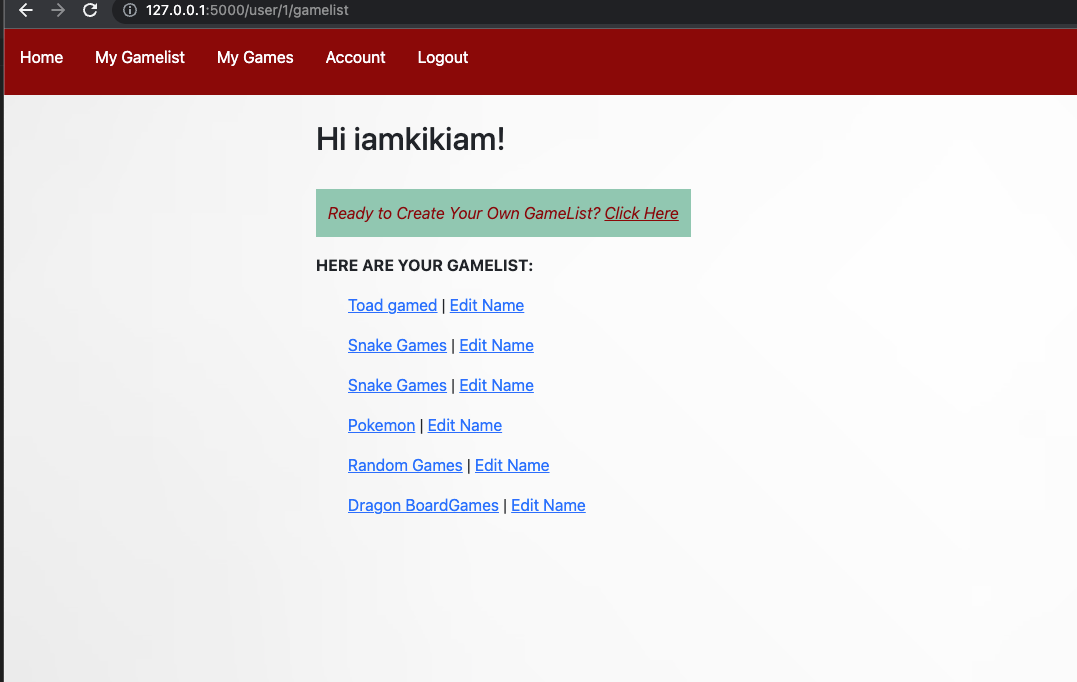 127.0.0.1:5000/user/1/gamelist
Home My Gamelist My Games Account Logout
Hi iamkikiam!
Ready to Create Your Own GameList? Click Here
HERE ARE YOUR GAMELIST:
Toad gamed | Edit Name
Snake Games | Edit Name
Snake Games | Edit Name
Pokemon | Edit Name
Random Games | Edit Name
Dragon BoardGames | Edit Name